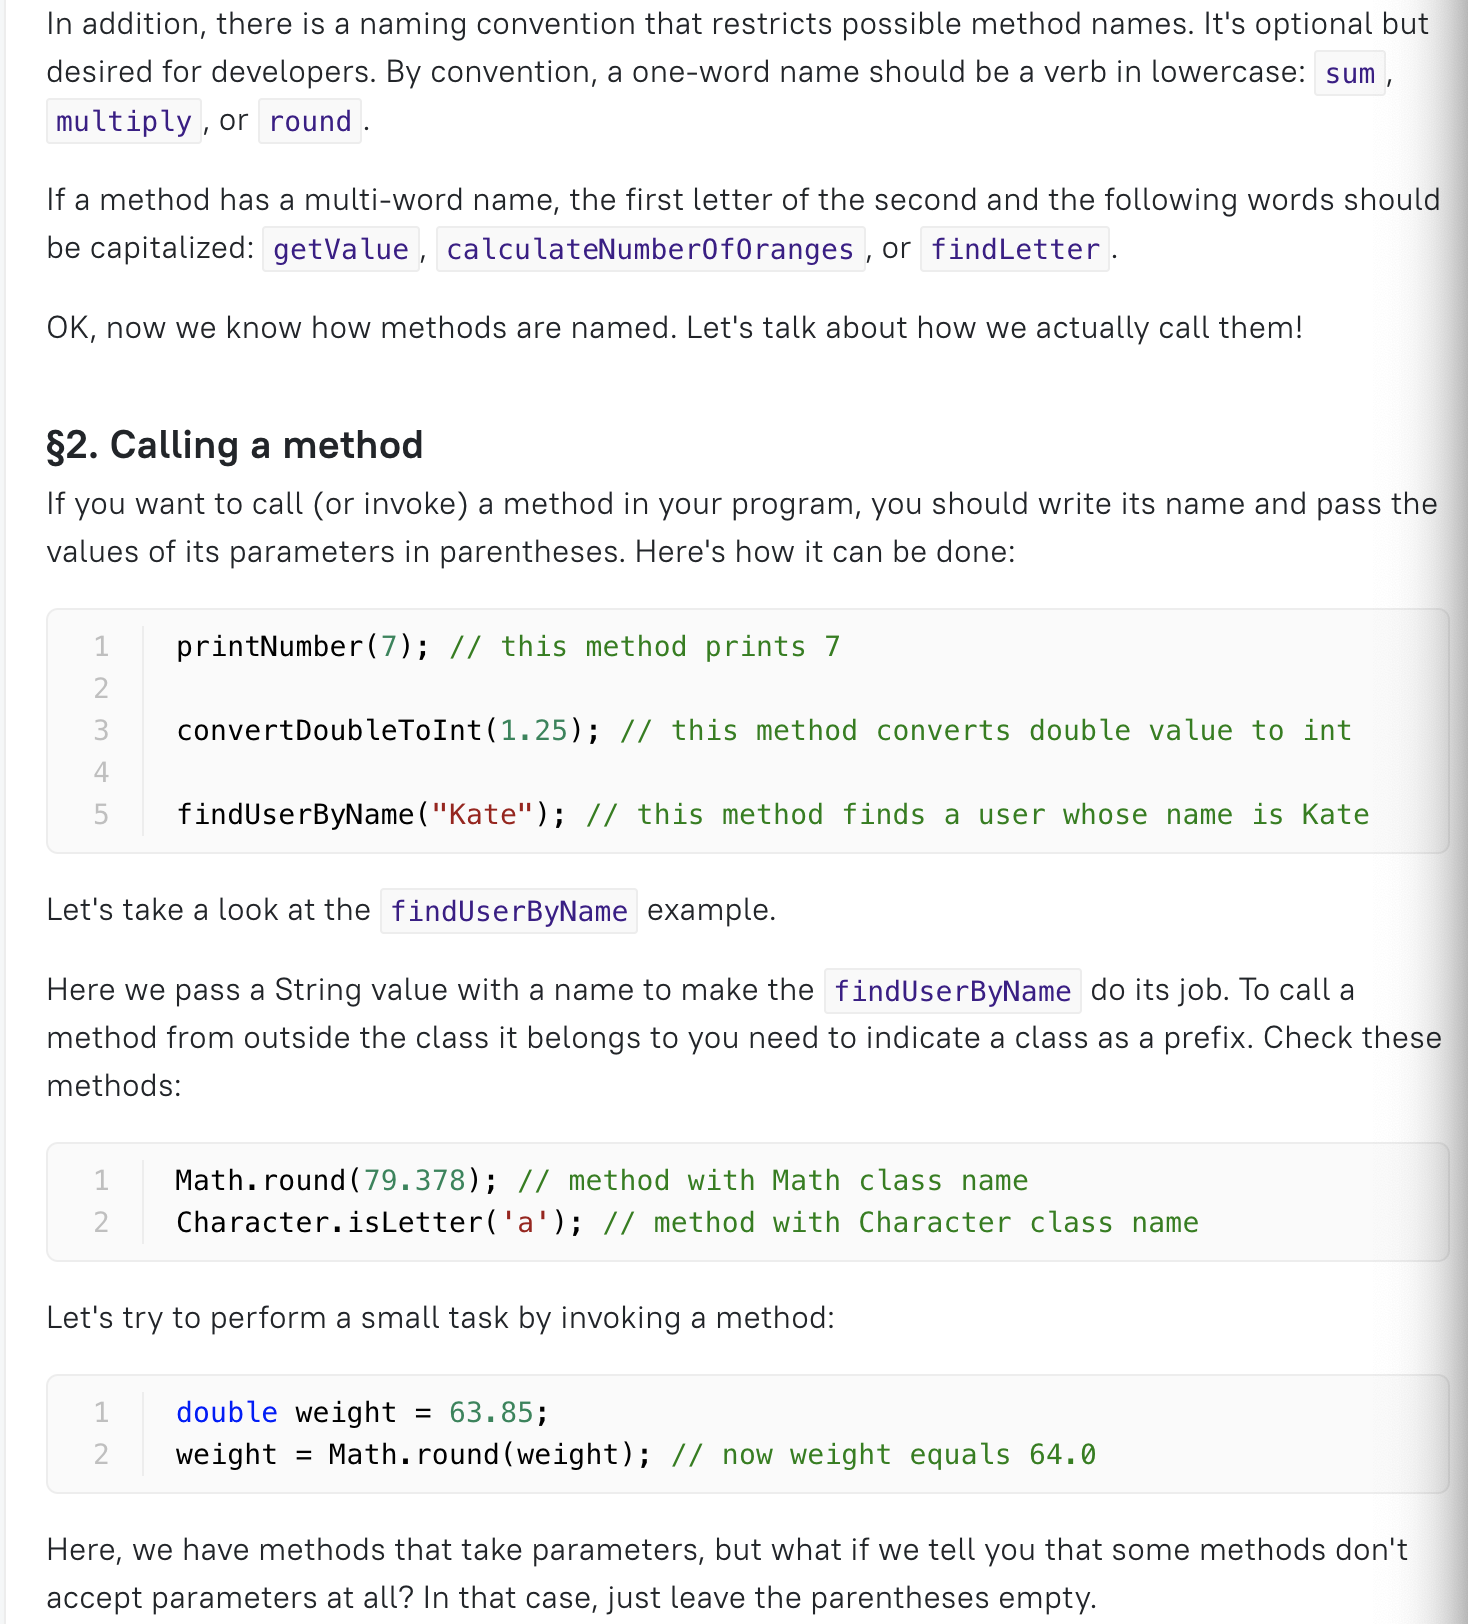 In addition, there is a naming convention that restricts possible method names. It's optional but
desired for developers. By convention, a one-word name should be a verb in lowercase: sum,
multiply, or round.
If a method has a multi-word name, the first letter of the second and the following words should
be capitalized: getValue, calculateNumberOfOranges, or findLetter.
OK, now we know how methods are named. Let's talk about how we actually call them!
§2. Calling a method
If you want to call (or invoke) a method in your program, you should write its name and pass the
values of its parameters in parentheses. Here's how it can be done:
1 printNumber(7); // this method prints 7
2
3 convertDoubleToInt(1.25); // this method converts double value to int
4
5 findUserByName("Kate"); // this method finds a user whose name is Kate
Let's take a look at the findUserByName example.
Here we pass a String value with a name to make the findUserByName do its job. To call a
method from outside the class it belongs to you need to indicate a class as a prefix. Check these
methods:
1 Math.round(79.378); // method with Math class name
2 Character.isLetter('a'); // method with Character class name
Let's try to perform a small task by invoking a method:
1 double weight = 63.85;
2 weight = Math.round(weight); // now weight equals 64.0
Here, we have methods that take parameters, but what if we tell you that some methods don't
accept parameters at all? In that case, just leave the parentheses empty.